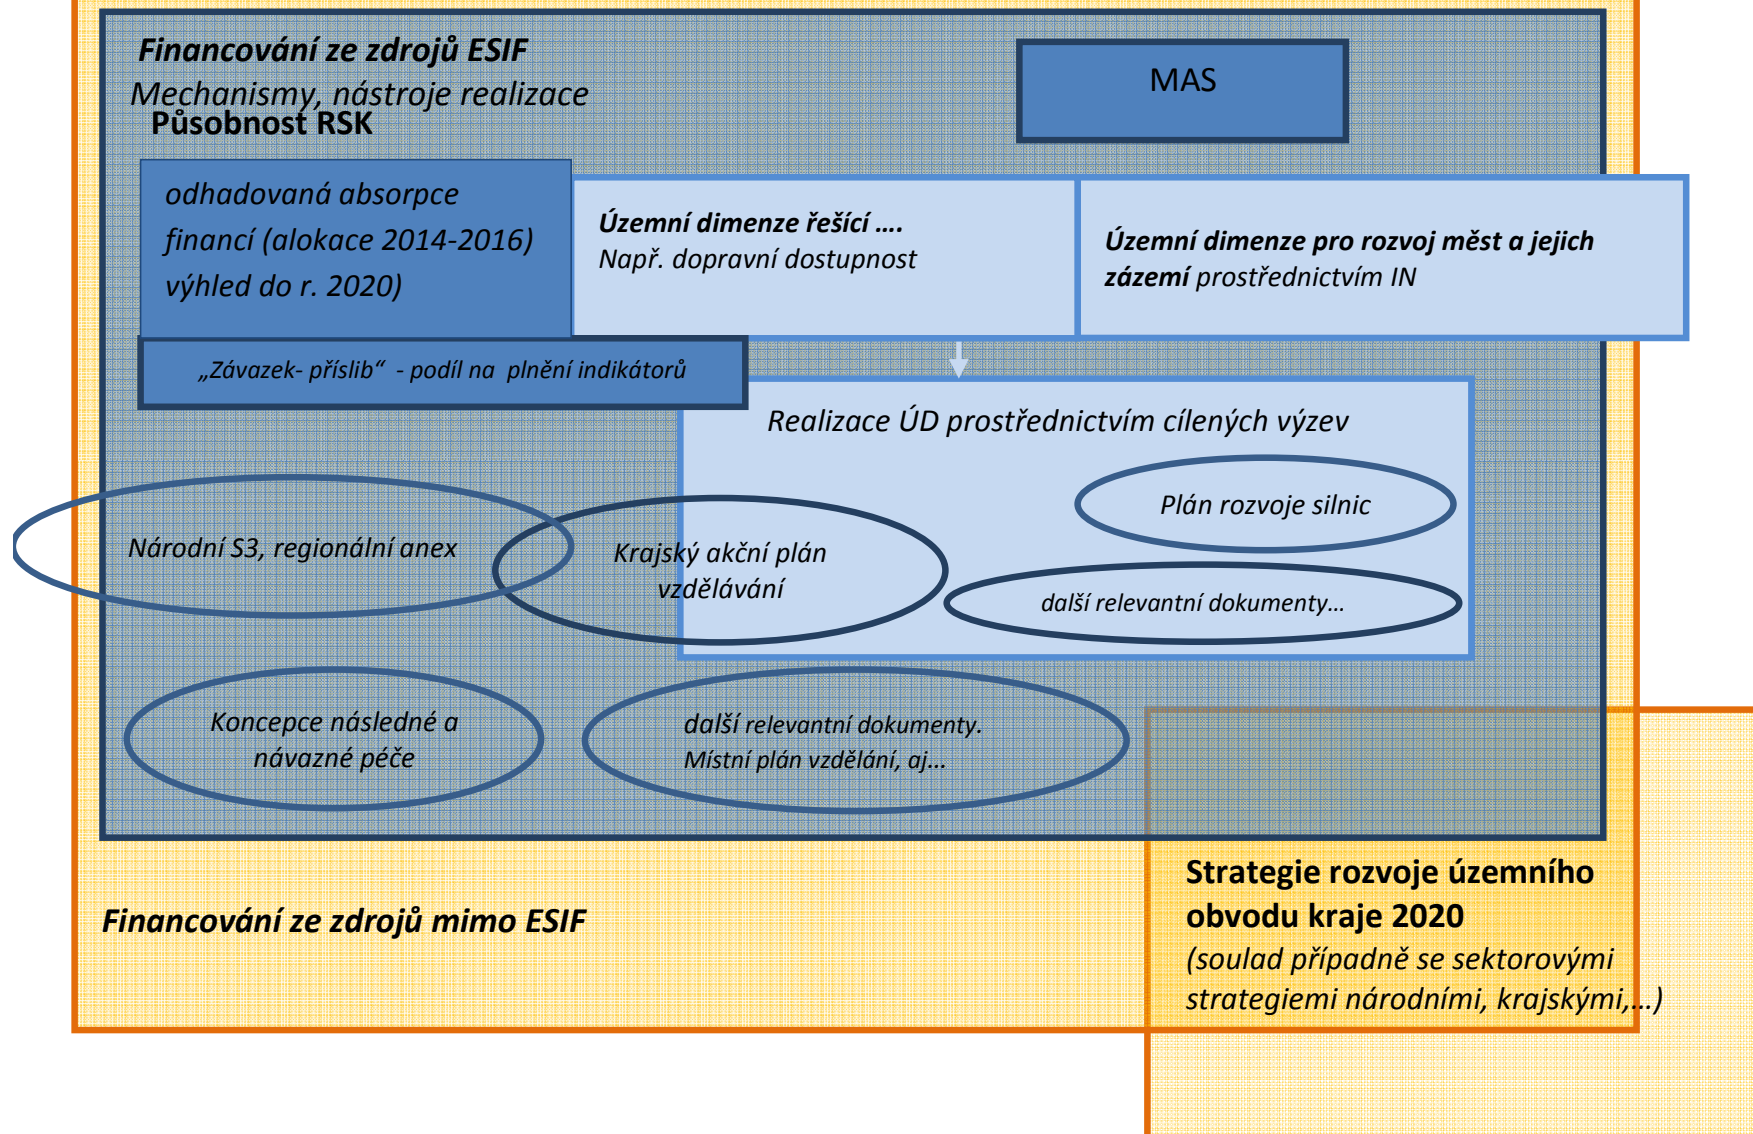 Financování ze zdrojů ESIF
Mechanismy, nástroje realizace
Působnost RSK
MAS
odhadovaná absorpce
financí (alokace 2014-2016)
výhled do r. 2020)
Územní dimenze řešící ....
Např. dopravní dostupnost
Územní dimenze pro rozvoj měst a jejich
zázemí prostřednictvím IN
„Závazek- příslib“ - podíl na plnění indikátorů
Realizace ÚD prostřednictvím cílených výzev
Plán rozvoje silnic
Národní S3, regionální anex
Krajský akční plán
vzdělávání
další relevantní dokumenty…
Koncepce následné a
návazné péče
další relevantní dokumenty.
Místní plán vzdělání, aj...
Strategie rozvoje územního
obvodu kraje 2020
(soulad případně se sektorovými
strategiemi národními, krajskými,…)
Financování ze zdrojů mimo ESIF